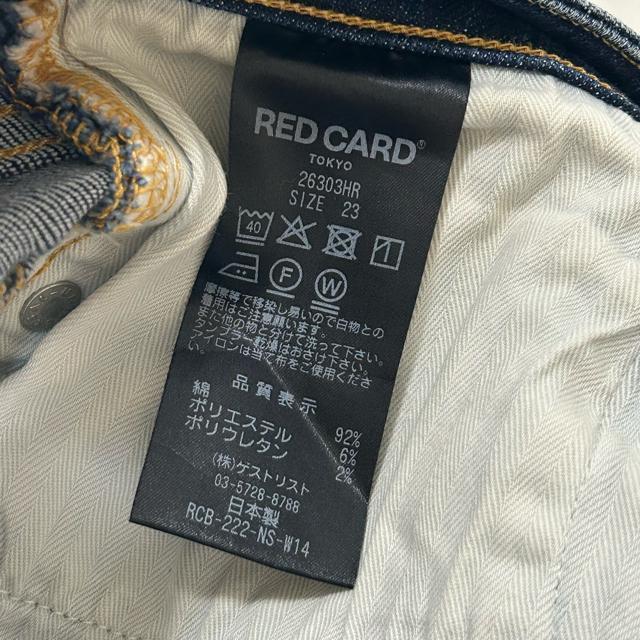 RED CARD®
TOKYO
26303HR
SIZE 23
40
F
W
摩擦等で移染し易いので白物との
着用はご注意願います。
また他の物と分けて洗って下さい。
タンブラー乾燥はお避け下さい。
アイロンは当て布をご使用くださ
い
品質表示
綿 92%
ポリエステル 6%
ポリウレタン 2%
(株)ゲストリスト
03-5728-8788
日本製
RCB-222-NS-W14